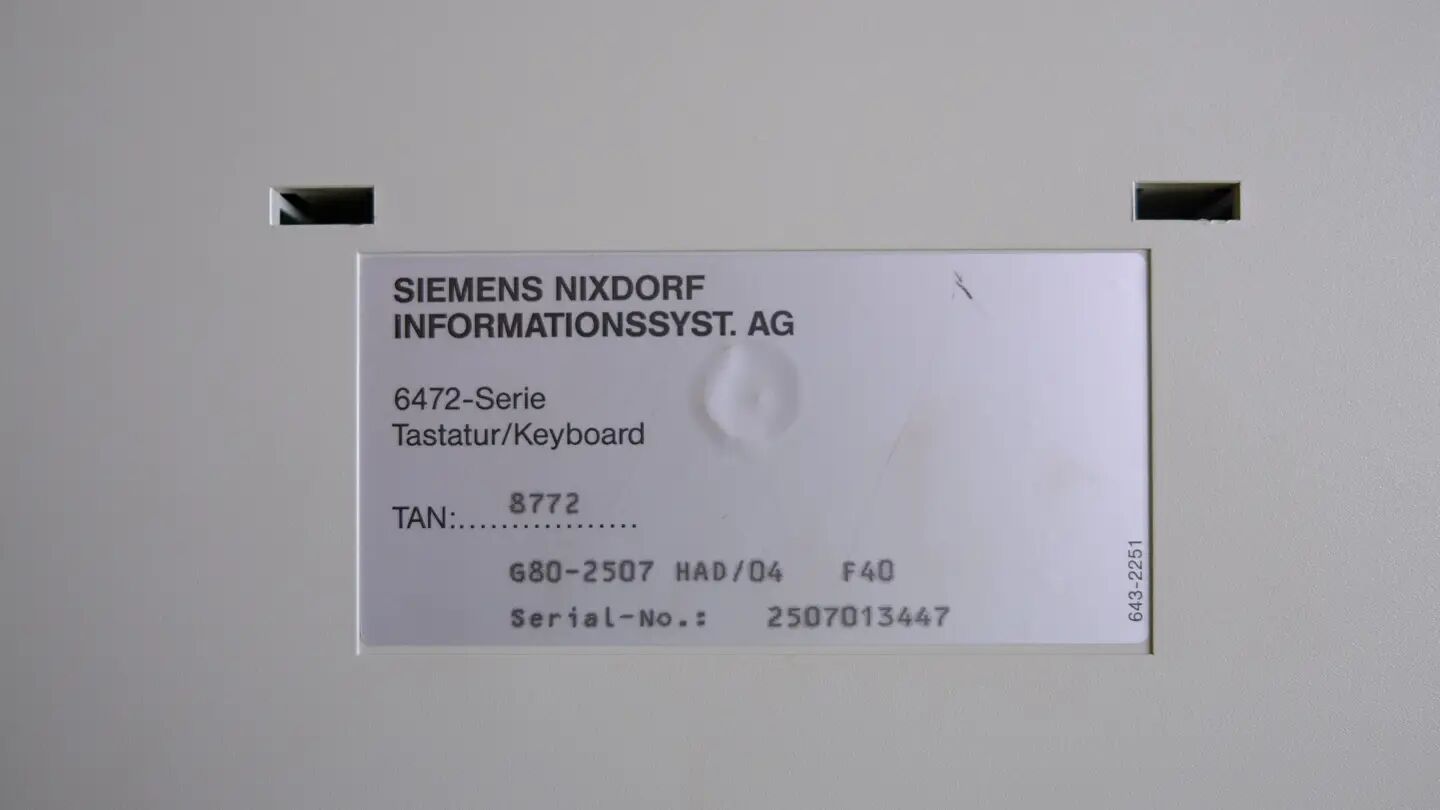 SIEMENS NIXDORF
INFORMATIONSSYST. AG
6472-Serie
Tastatur/Keyboard
TAN:.................. 8772
G80-2507 HAD/04 F40
Serial-No.: 2507013447
643-2251